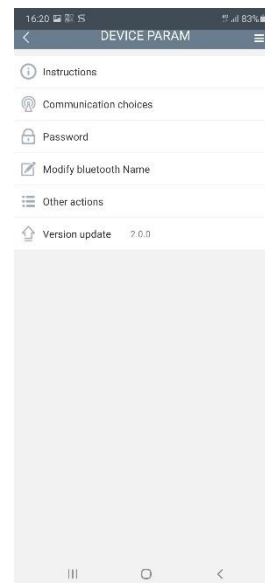 16:20 83%
DEVICE PARAM
Instructions
Communication choices
Password
Modify bluetooth Name
Other actions
Version update 2.0.0